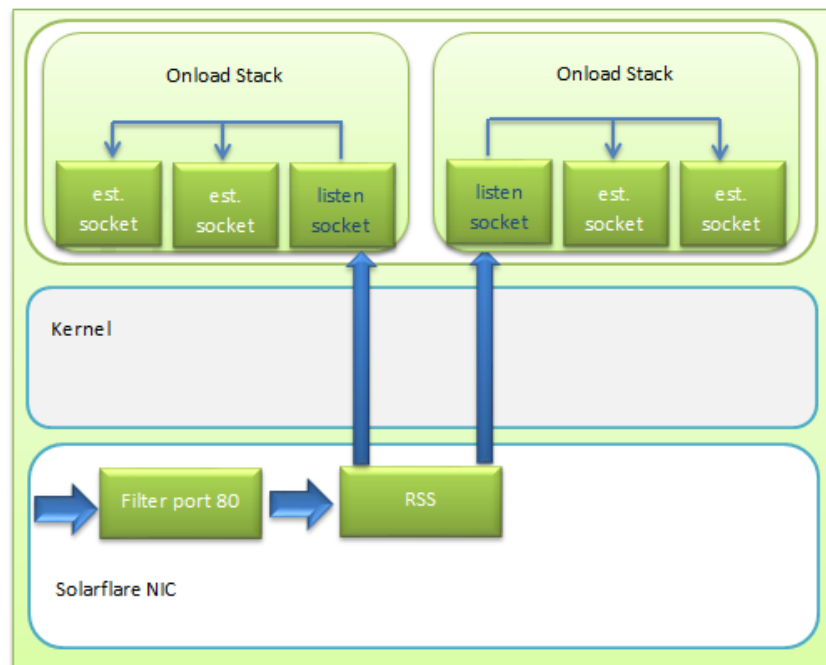 Onload Stack
Onload Stack
est.
socket
est.
socket
listen
socket
listen
socket
est.
socket
est.
socket
Kernel
Filter port 80
RSS
Solarflare NIC